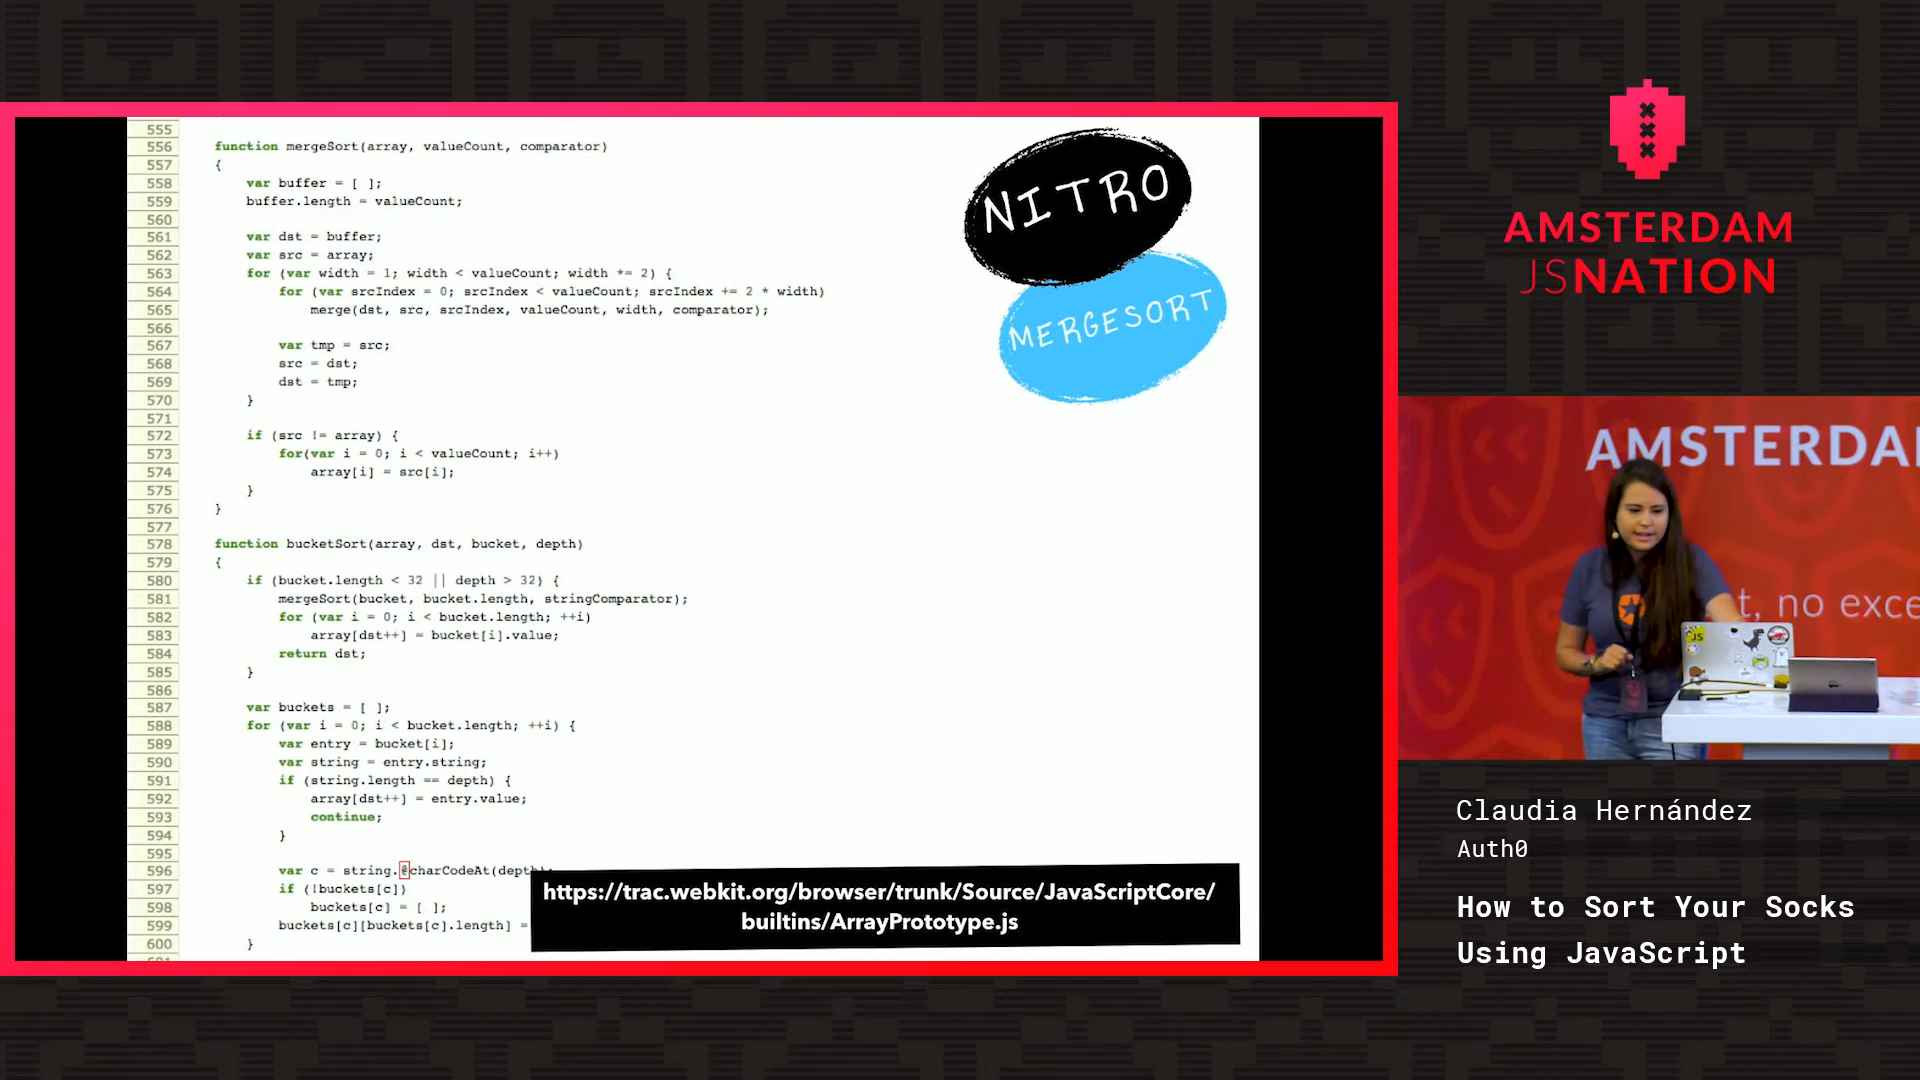 555
556 function mergeSort(array, valueCount, comparator)
557 {
558 var buffer = [ ];
559 buffer.length = valueCount;
560
561 var dst = buffer;
562 var src = array;
563 for (var width = 1; width < valueCount; width *= 2) {
564 for (var srcIndex = 0; srcIndex < valueCount; srcIndex += 2 * width)
565 merge(dst, src, srcIndex, valueCount, width, comparator);
566
567 var tmp = src;
568 src = dst;
569 dst = tmp;
570 }
571
572 if (src != array) {
573 for(var i = 0; i < valueCount; i++)
574 array[i] = src[i];
575 }
576 }
577
578 function bucketSort(array, dst, bucket, depth)
579 {
580 if (bucket.length < 32 || depth > 32) {
581 mergeSort(bucket, bucket.length, stringComparator);
582 for (var i = 0; i < bucket.length; ++i)
583 array[dst++] = bucket[i].value;
584 return dst;
585 }
586
587 var buckets = [ ];
588 for (var i = 0; i < bucket.length; ++i) {
589 var entry = bucket[i];
590 var string = entry.string;
591 if (string.length == depth) {
592 array[dst++] = entry.value;
593 continue;
594 }
595
596 var c = string.@charCodeAt(depth);
597 if (!buckets[c])
598 buckets[c] = [ ];
599 buckets[c][buckets[c].length] =
600 }
NITRO
MERGESORT
https://trac.webkit.org/browser/trunk/Source/JavaScriptCore/
builtins/ArrayPrototype.js
AMSTERDAM
JSNATION
AMSTERDA
t, no exce
JS
Claudia Hernández
Auth0
How to Sort Your Socks
Using JavaScript